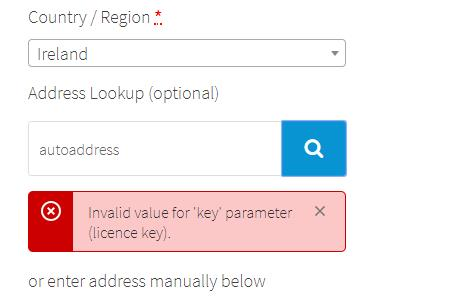 Country / Region *
Ireland
Address Lookup (optional)
autoaddress
Invalid value for 'key' parameter
(licence key).
or enter address manually below